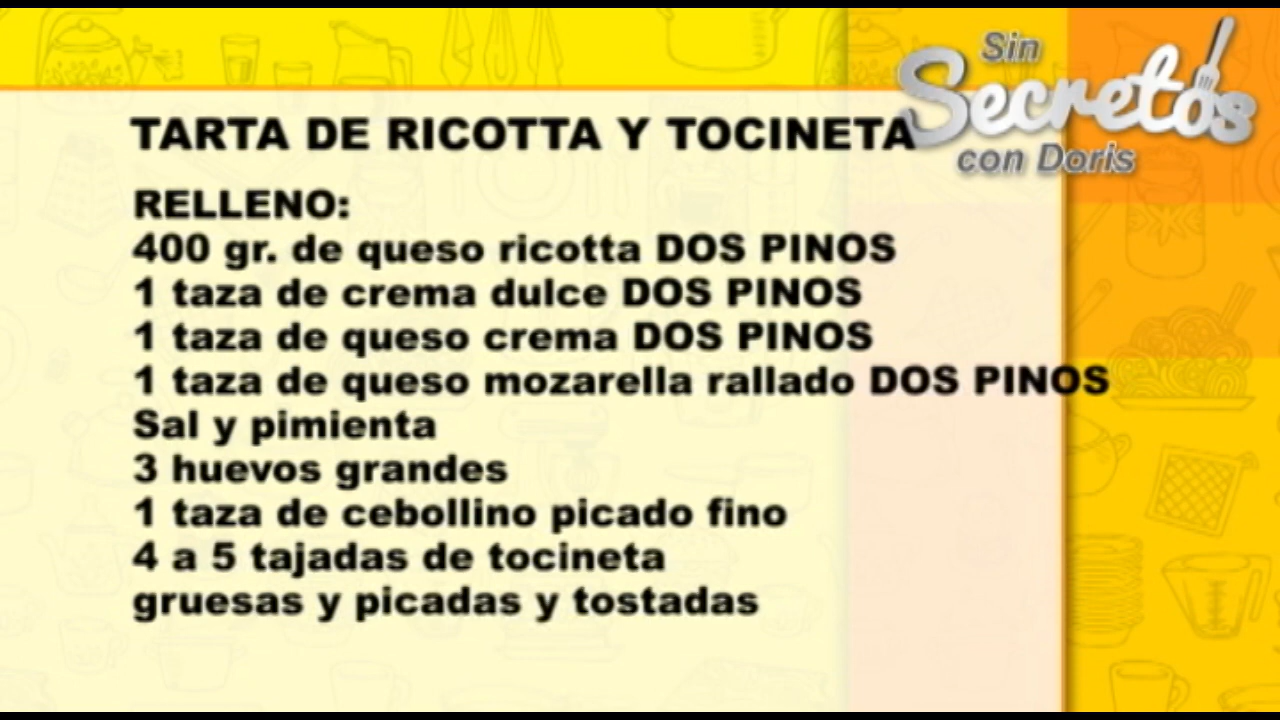 Sin
Secretos
con Doris
TARTA DE RICOTTA Y TOCINETA
RELLENO:
400 gr. de queso ricotta DOS PINOS
1 taza de crema dulce DOS PINOS
1 taza de queso crema DOS PINOS
1 taza de queso mozarella rallado DOS PINOS
Sal y pimienta
3 huevos grandes
1 taza de cebollino picado fino
4 a 5 tajadas de tocineta
gruesas y picadas y tostadas